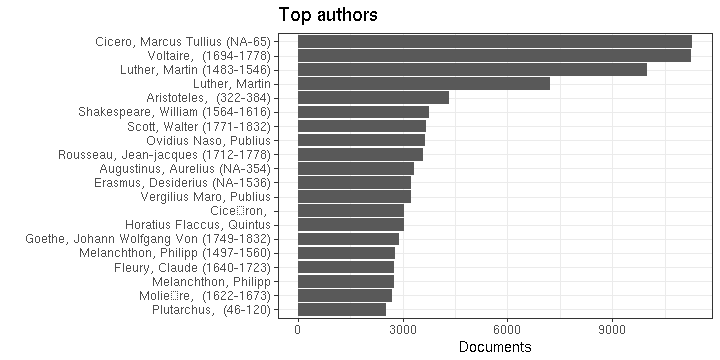 Top authors
Cicero, Marcus Tullius (NA-65)
Voltaire,  (1694-1778)
Luther, Martin (1483-1546)
Luther, Martin
Aristoteles,  (322-384)
Shakespeare, William (1564-1616)
Scott, Walter (1771-1832)
Ovidius Naso, Publius
Rousseau, Jean-jacques (1712-1778)
Augustinus, Aurelius (NA-354)
Erasmus, Desiderius (NA-1536)
Vergilius Maro, Publius
Cice▯ron,
Horatius Flaccus, Quintus
Goethe, Johann Wolfgang Von (1749-1832)
Melanchthon, Philipp (1497-1560)
Fleury, Claude (1640-1723)
Melanchthon, Philipp
Molie▯re,  (1622-1673)
Plutarchus,  (46-120)
0 3000 6000 9000
Documents